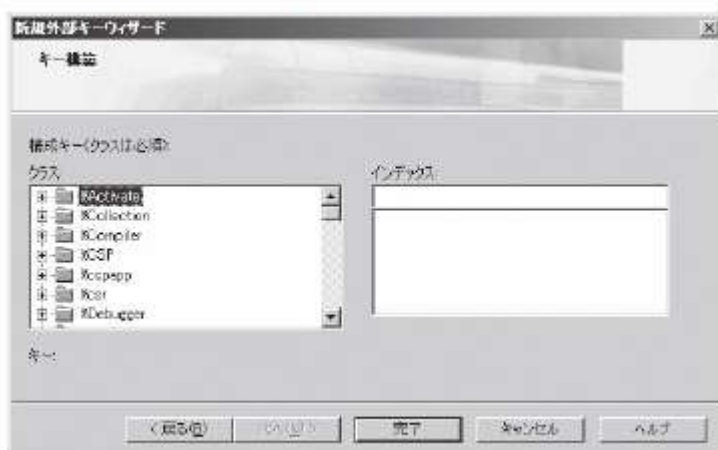 新規外部キーウィザード
キー構築
構成キー(クラスは必須):
クラス
インデックス:
%Activate
%Collection
%Compiler
%CSP
%cspapp
%csr
%Debugger
キー:
< 戻る(B)
完了
キャンセル
ヘルプ